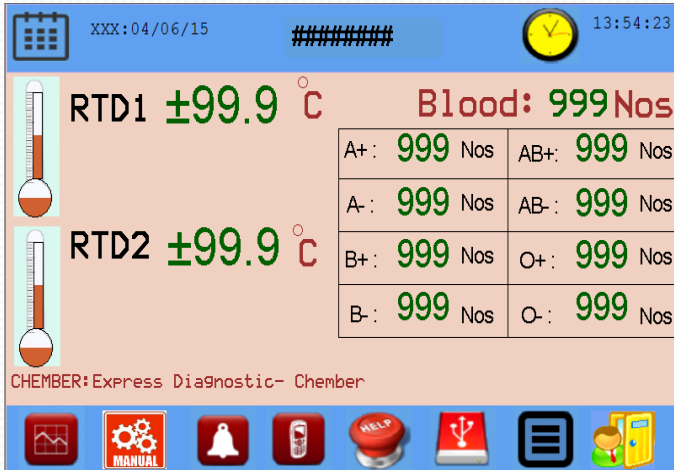 XXX:04/06/15 ######### 13:54:23
RTD1 ±99.9 °C
Blood: 999 Nos
A+: 999 Nos AB+: 999 Nos
A-: 999 Nos AB-: 999 Nos
RTD2 ±99.9 °C
B+: 999 Nos O+: 999 Nos
B-: 999 Nos O-: 999 Nos
CHEMBER:Express Diagnostic- Chember
MANUAL
HELP